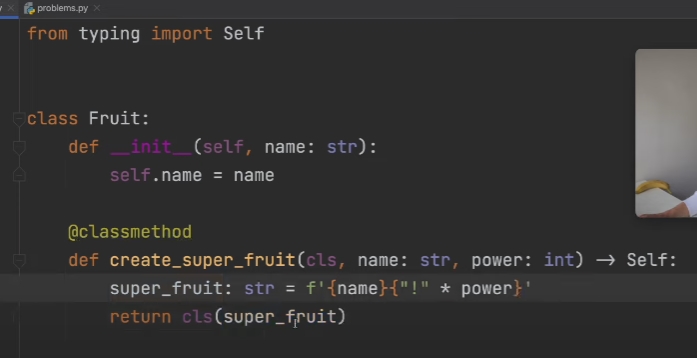 problems.py
from typing import Self
class Fruit:
def __init__(self, name: str):
self.name = name
@classmethod
def create_super_fruit(cls, name: str, power: int) → Self:
super_fruit: str = f'{name}{"!" * power}'
return cls(super_fruit)